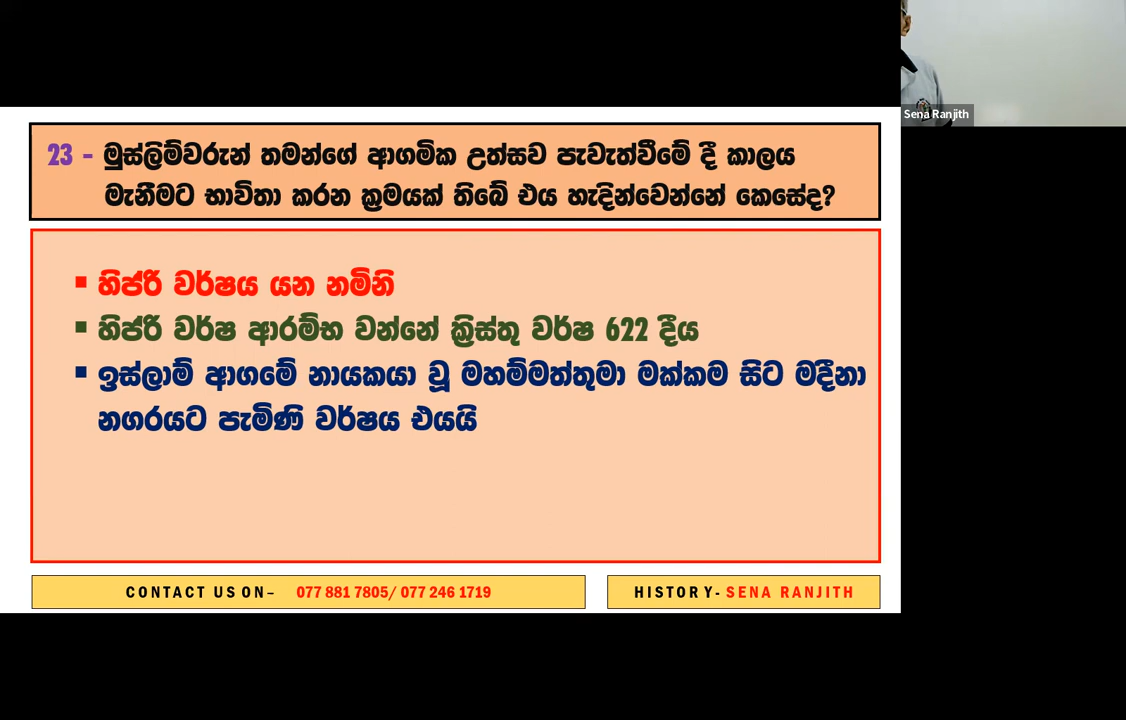 Sena Ranjith
23 - මුස්ලිම්වරුන් තමන්ගේ ආගමික උත්සව පැවැත්වීමේ දී කාලය
මැනීමට භාවිතා කරන ක්‍රමයක් තිබේ එය හැදින්වෙන්නේ කෙසේද?
▪ හිජ්රි වර්ෂය යන නමිනි
▪ හිජ්රි වර්ෂ ආරම්භ වන්නේ ක්‍රිස්තු වර්ෂ 622 දීය
▪ ඉස්ලාම් ආගමේ නායකයා වූ මහම්මත්තුමා මක්කම සිට මදීනා
නගරයට පැමිණි වර්ෂය එයයි
CONTACT US ON– 077 881 7805/ 077 246 1719
HISTORY- SENA RANJITH